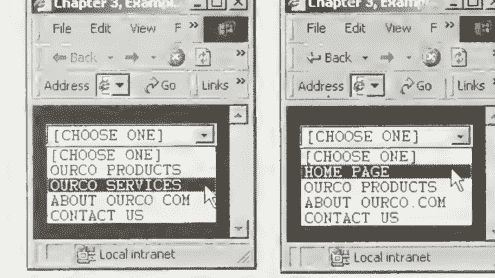 Chapter 3, Exampl..
File Edit View F »
Back »
Address Go Links »
[CHOOSE ONE]
[CHOOSE ONE]
OURCO PRODUCTS
OURCO SERVICES
ABOUT OURCO COM
CONTACT US
Local intranet
Chapter 3, Exampl..
File Edit View F »
Back »
Address Go Links »
[CHOOSE ONE]
[CHOOSE ONE]
HOME PAGE
OURCO PRODUCTS
ABOUT OURCO.COM
CONTACT US
Local intranet